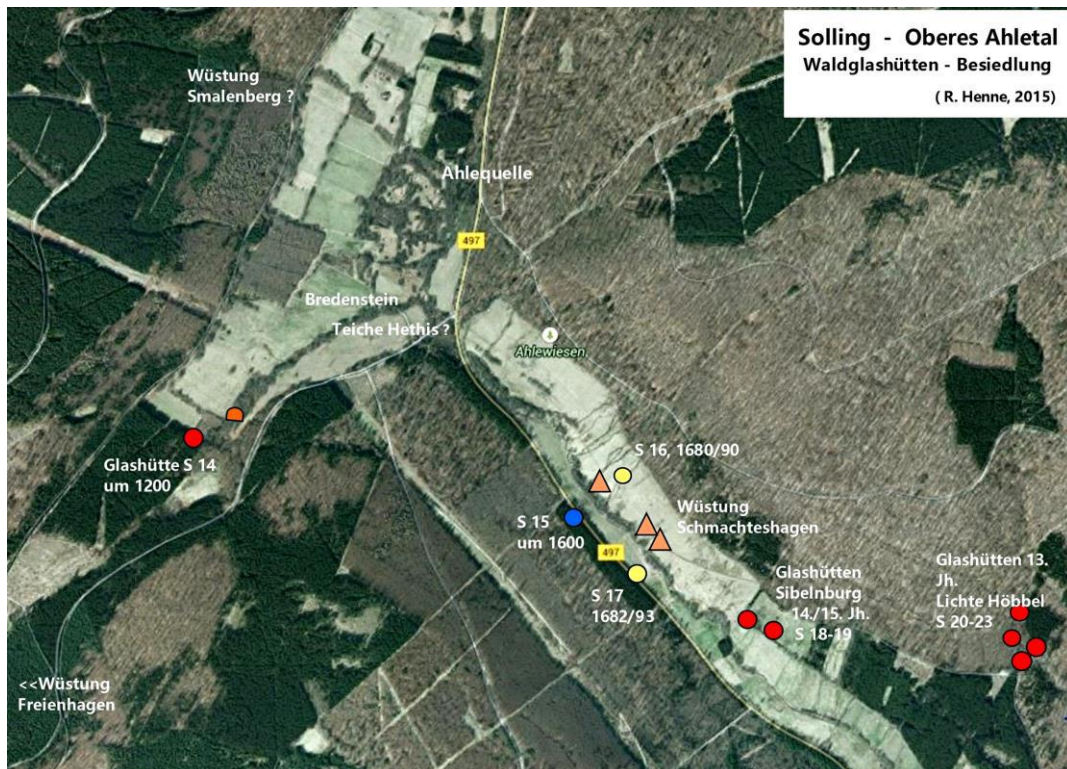 Solling - Oberes Ahletal
Waldglashütten - Besiedlung
( R. Henne, 2015)
Wüstung
Smalenberg ?
Ahlequelle
497
Bredenstein
Teiche Hethis ?
Ahlewiesen
Glashütte S 14
um 1200
S 16, 1680/90
Wüstung
Schmachteshagen
S 15
um 1600
497
S 17
1682/93
Glashütten
Sibelnburg
14./15. Jh.
S 18-19
Glashütten 13.
Jh.
Lichte Höbbel
S 20-23
<<Wüstung
Freienhagen